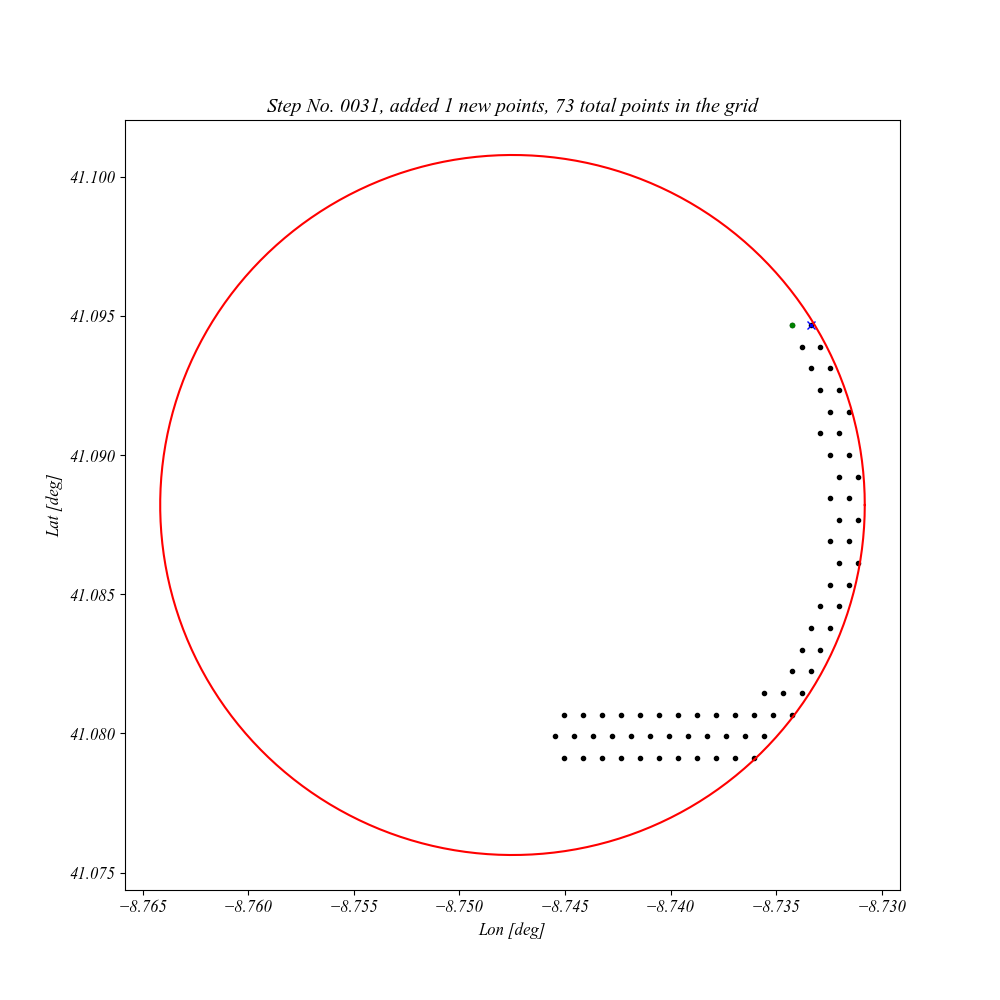 Step No. 0031, added 1 new points, 73 total points in the grid
41.100
41.095
41.090
41.085
41.080
41.075
Lat [deg]
−8.765 −8.760 −8.755 −8.750 −8.745 −8.740 −8.735 −8.730
Lon [deg]